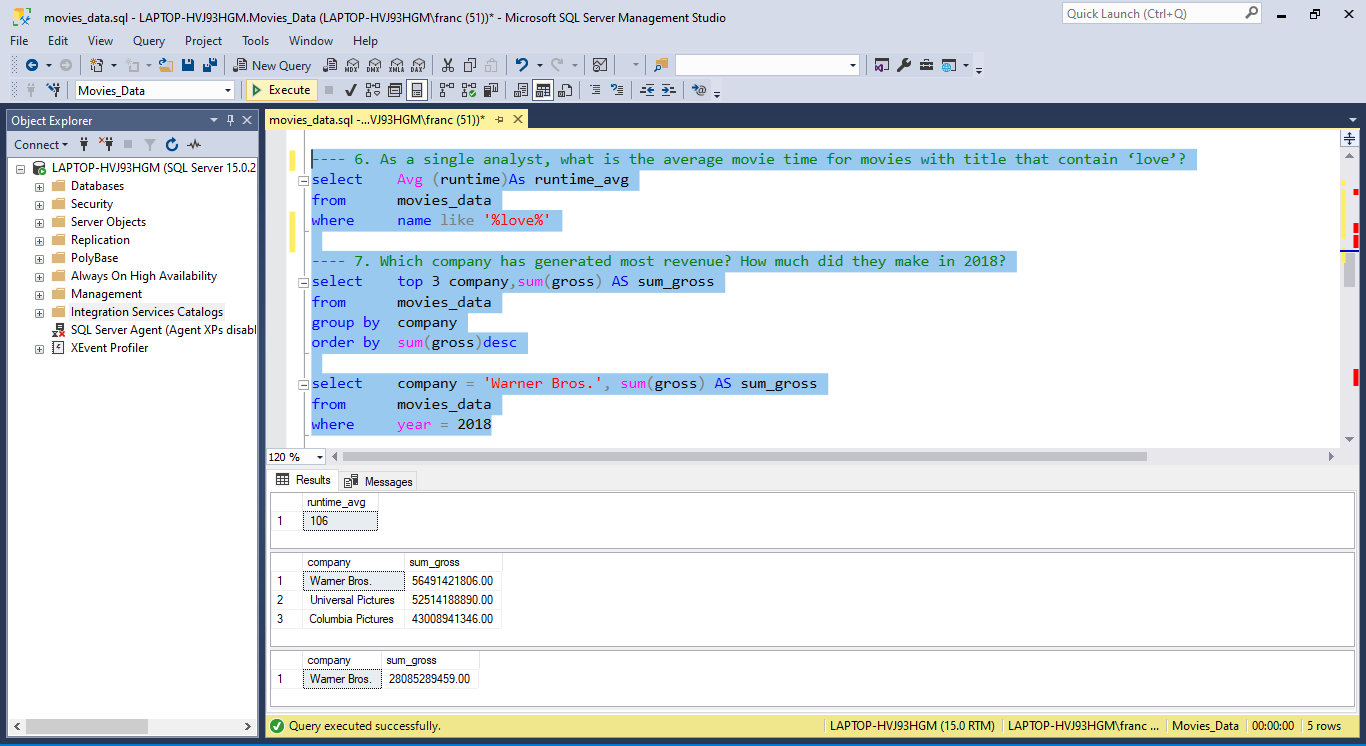 movies_data.sql - LAPTOP-HVJ93HGM.Movies_Data (LAPTOP-HVJ93HGM\franc (51))* - Microsoft SQL Server Management Studio
Quick Launch (Ctrl+Q)
File Edit View Query Project Tools Window Help
New Query MDX DMX XMLA DAX
Movies_Data Execute
Object Explorer
movies_data.sql -...VJ93HGM\franc (51))*
Connect
LAPTOP-HVJ93HGM (SQL Server 15.0.2
Databases
Security
Server Objects
Replication
PolyBase
Always On High Availability
Management
Integration Services Catalogs
SQL Server Agent (Agent XPs disabl
XEvent Profiler
---- 6. As a single analyst, what is the average movie time for movies with title that contain ‘love’?
select Avg (runtime)As runtime_avg
from movies_data
where name like '%love%'
---- 7. Which company has generated most revenue? How much did they make in 2018?
select top 3 company,sum(gross) AS sum_gross
from movies_data
group by company
order by sum(gross)desc
select company = 'Warner Bros.', sum(gross) AS sum_gross
from movies_data
where year = 2018
120 %
Results Messages
runtime_avg
1 106
company sum_gross
1 Warner Bros. 56491421806.00
2 Universal Pictures 52514188890.00
3 Columbia Pictures 43008941346.00
company sum_gross
1 Warner Bros. 28085289459.00
Query executed successfully. LAPTOP-HVJ93HGM (15.0 RTM) LAPTOP-HVJ93HGM\franc ... Movies_Data 00:00:00 5 rows